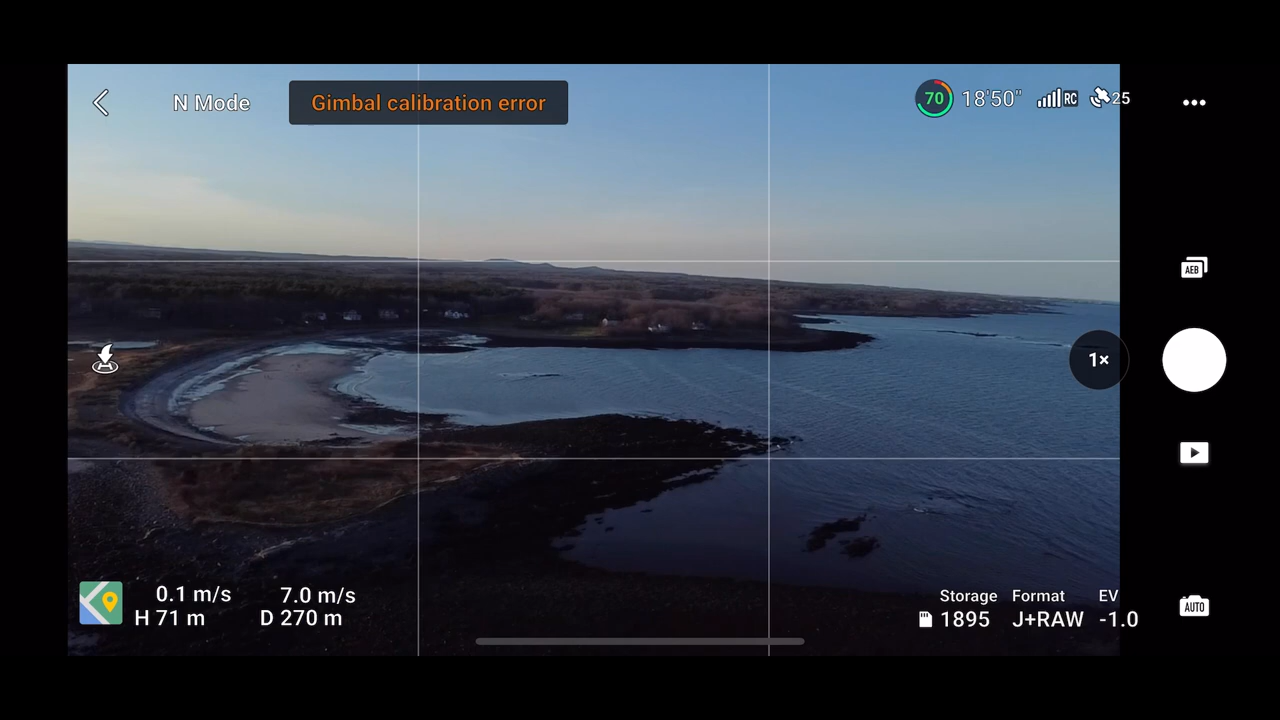 N Mode
Gimbal calibration error
70
18'50"
RC
25
AEB
1×
0.1 m/s
7.0 m/s
H 71 m
D 270 m
Storage
Format
EV
1895
J+RAW
-1.0
AUTO